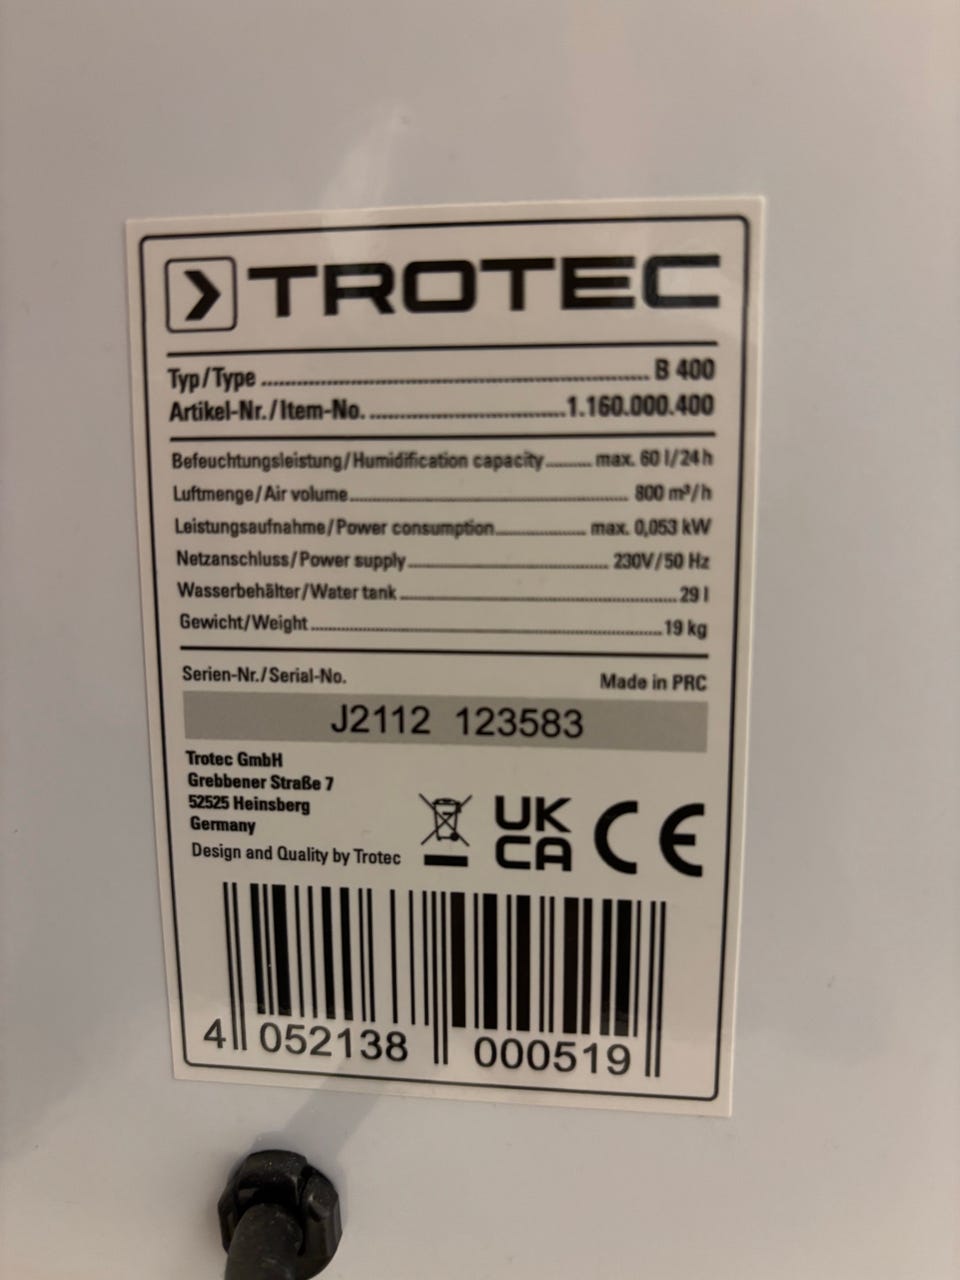 TROTEC
Typ/Type ........ B 400
Artikel-Nr./Item-No. ........ 1.160.000.400
Befeuchtungsleistung/Humidification capacity ........ max. 60 l/24h
Luftmenge/Air volume ........ 800 m³/h
Leistungsaufnahme/Power consumption ........ max. 0,053 kW
Netzanschluss/Power supply ........ 230V/50 Hz
Wasserbehälter/Water tank ........ 29 l
Gewicht/Weight ........ 19 kg
Serien-Nr./Serial-No. Made in PRC
J2112 123583
Trotec GmbH
Grebbener Straße 7
52525 Heinsberg
Germany
Design and Quality by Trotec
UK
CA
CE
4 052138 000519